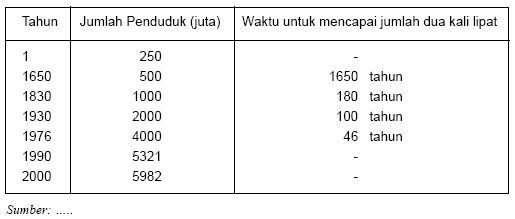 Tahun Jumlah Penduduk (juta) Waktu untuk mencapai jumlah dua kali lipat
1 250 -
1650 500 1650 tahun
1830 1000 180 tahun
1930 2000 100 tahun
1976 4000 46 tahun
1990 5321 -
2000 5982 -
Sumber: .....